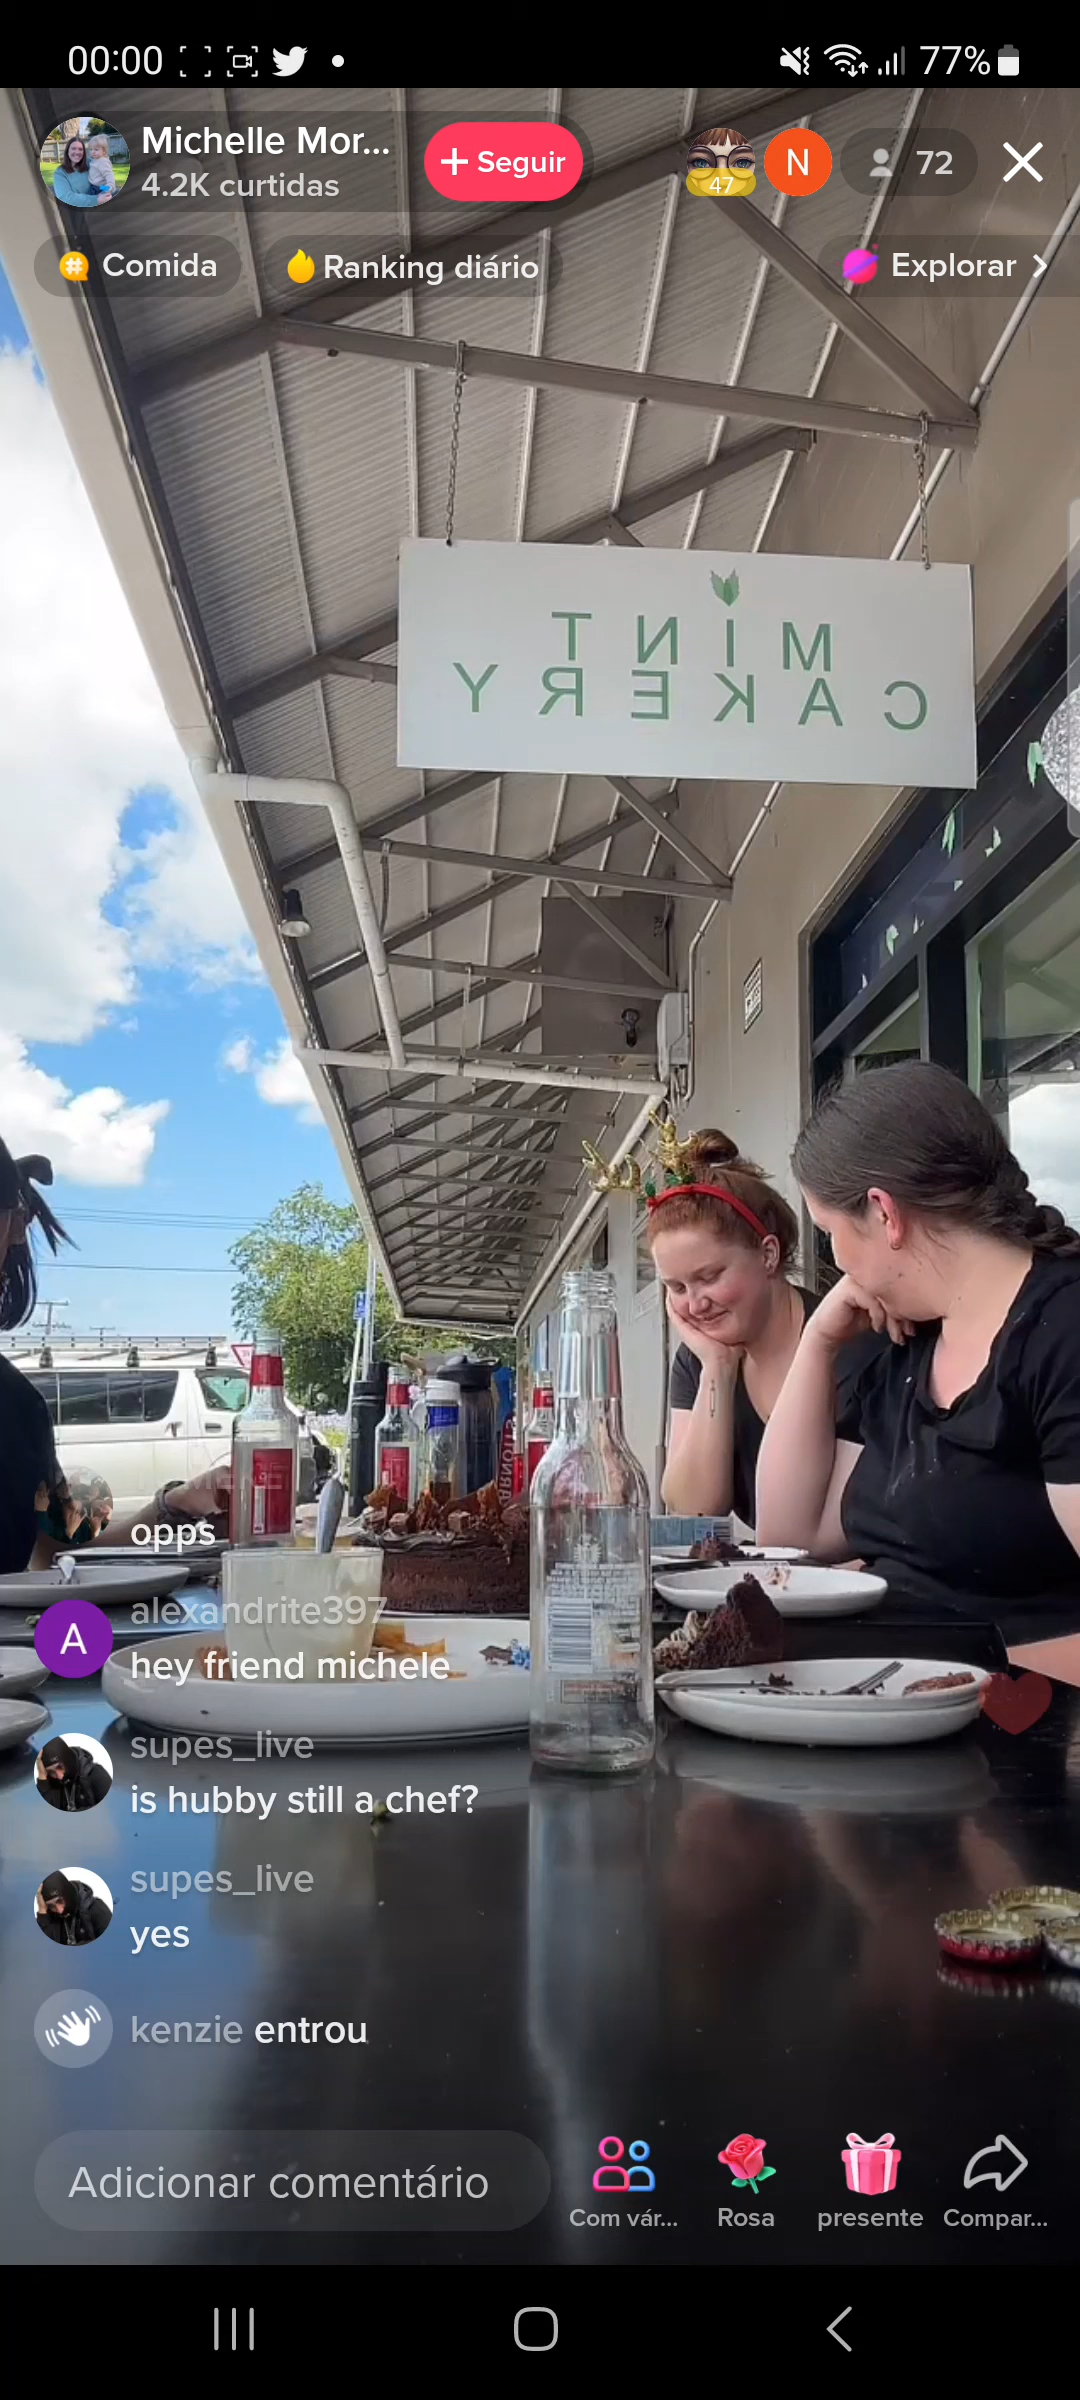 00:00
77%
Michelle Mor...
4.2K curtidas
+ Seguir
47
N
72
Comida
Ranking diário
Explorar >
MINT
CAKERY
opps
A
alexandrite397
hey friend michele
supes_live
is hubby still a chef?
supes_live
yes
kenzie entrou
Adicionar comentário
Com vár...
Rosa
presente
Compar...